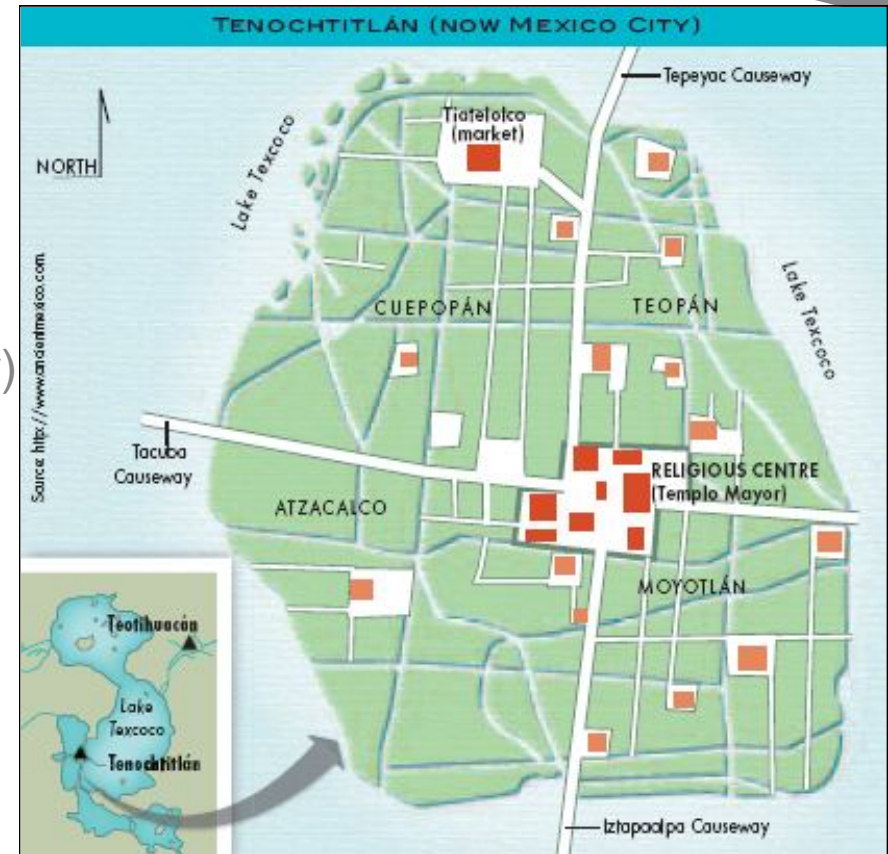 TENOCHTITLÁN (NOW MEXICO CITY)
Tepeyac Causeway
Tlatelolco
(market)
NORTH
Lake Texcoco
Lake Texcoco
CUEPOPÁN
TEOPÁN
)
Source: http://www.ancientmexico.com
Tacuba
Causeway
RELIGIOUS CENTRE
(Templo Mayor)
ATZACALCO
MOYOTLÁN
Teotihuacán
Lake
Texcoco
Tenochtitlán
Iztapaalpa Causeway